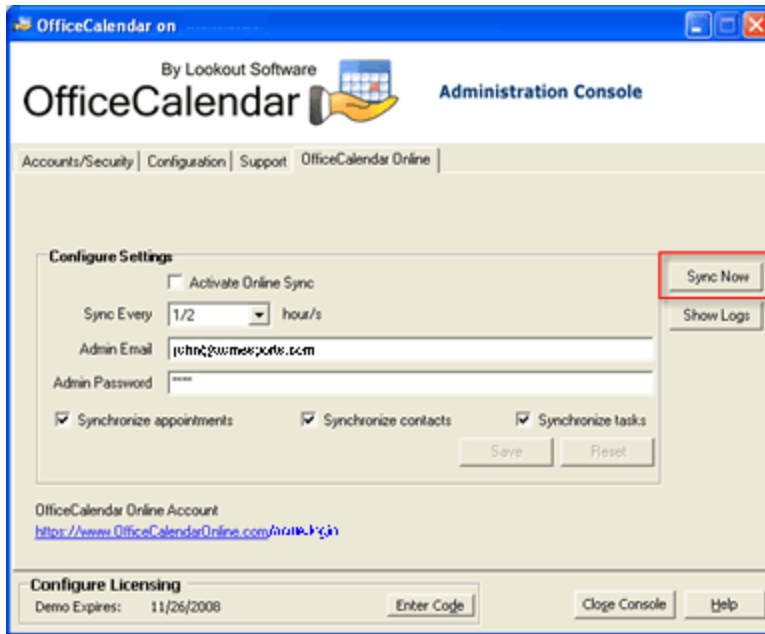 OfficeCalendar on
By Lookout Software
OfficeCalendar
Administration Console
Accounts/Security Configuration Support OfficeCalendar Online
Configure Settings
Activate Online Sync
Sync Now
Sync Every 1/2 hour/s
Show Logs
Admin Email
Admin Password ****
Synchronize appointments Synchronize contacts Synchronize tasks
Save Reset
OfficeCalendar Online Account
https://www.OfficeCalendarOnline.com/
Configure Licensing
Demo Expires: 11/26/2008 Enter Code Close Console Help